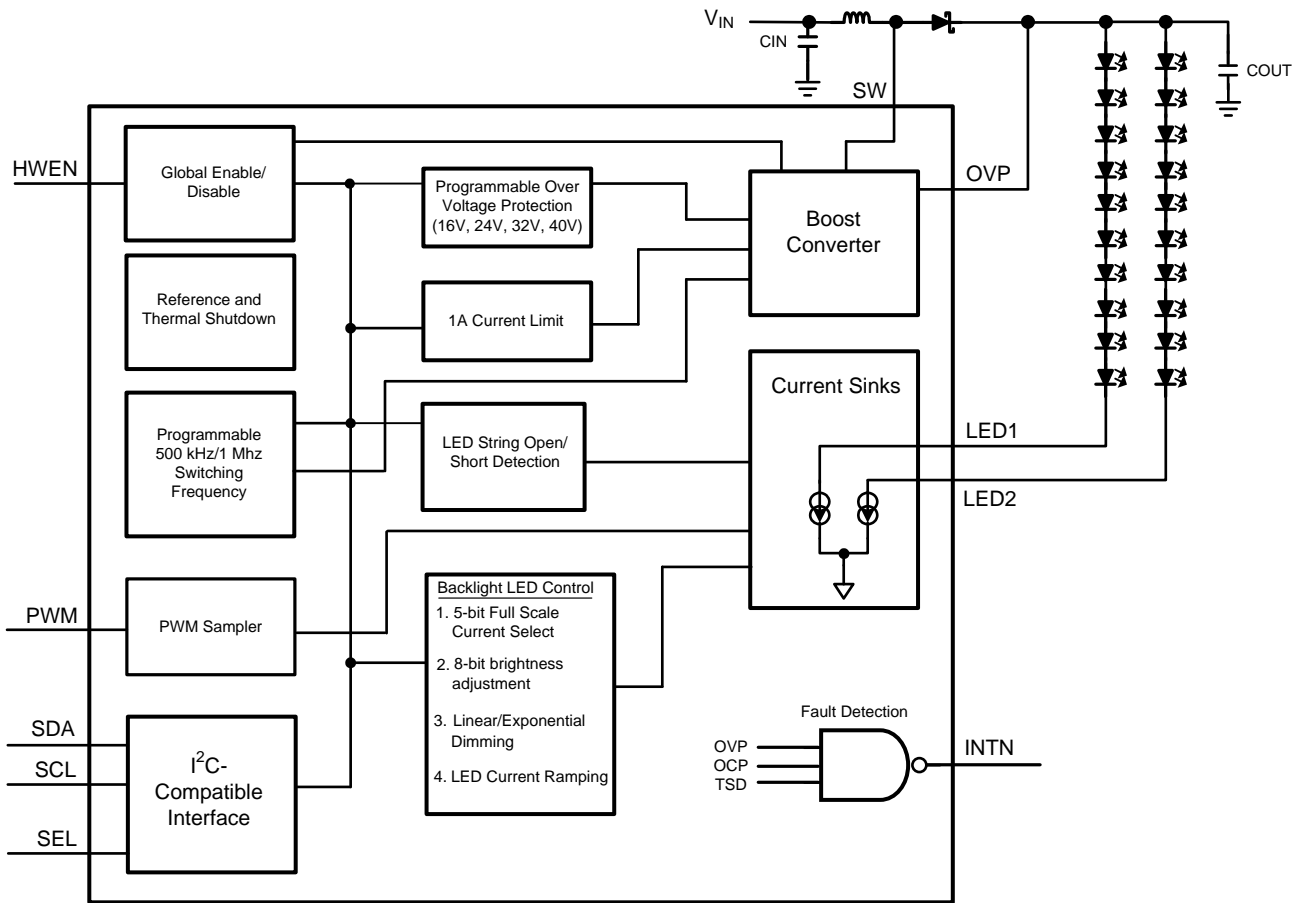 VIN
CIN
COUT
SW
HWEN
Global Enable/
Disable
Programmable Over
Voltage Protection
(16V, 24V, 32V, 40V)
Boost
Converter
OVP
Reference and
Thermal Shutdown
1A Current Limit
Programmable
500 kHz/1 Mhz
Switching
Frequency
LED String Open/
Short Detection
Current Sinks
LED1
LED2
PWM
PWM Sampler
Backlight LED Control
1. 5-bit Full Scale
Current Select
2. 8-bit brightness
adjustment
3. Linear/Exponential
Dimming
4. LED Current Ramping
SDA
SCL
SEL
I2C-
Compatible
Interface
Fault Detection
OVP
OCP
TSD
INTN